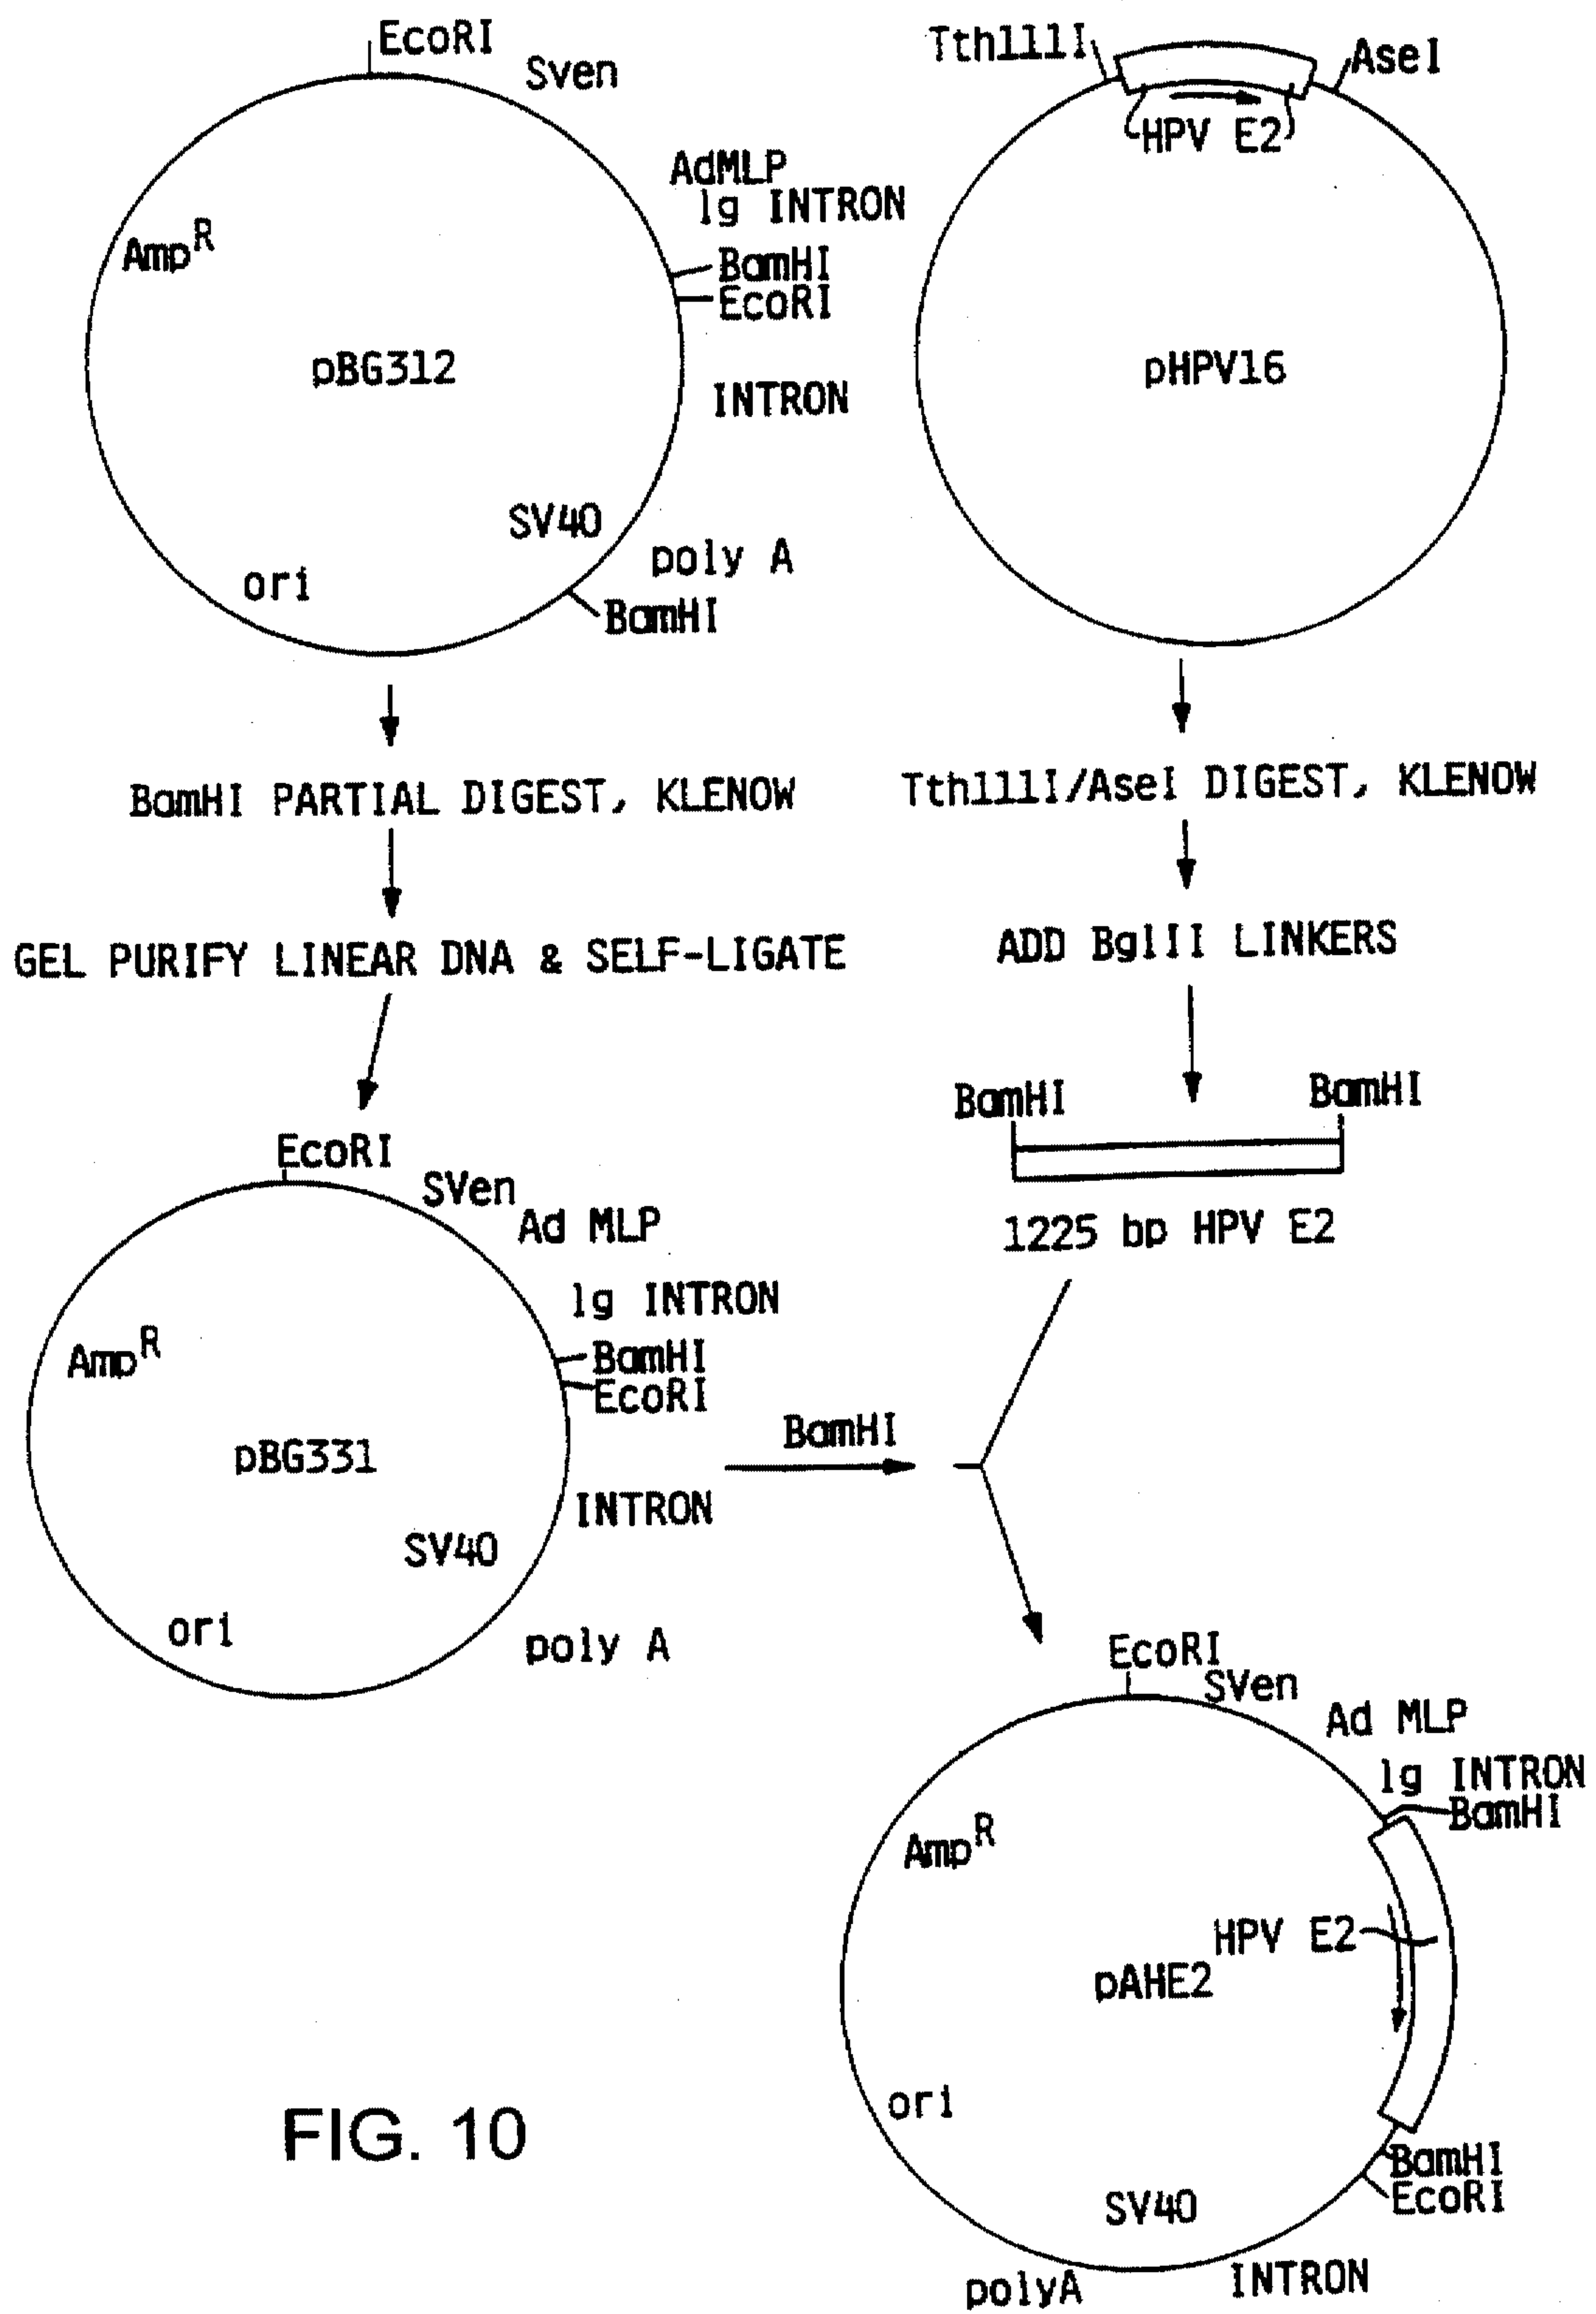 EcoRI
Sven
AdMLP
lg INTRON
BamHI
EcoRI
Amp^R
pBG312
INTRON
SV40
poly A
ori
BamHI
Tth111I
AseI
HPV E2
pHPV16
BamHI PARTIAL DIGEST, KLENOW
Tth111I/AseI DIGEST, KLENOW
GEL PURIFY LINEAR DNA & SELF-LIGATE
ADD BglII LINKERS
BamHI
BamHI
1225 bp HPV E2
EcoRI
SVen
Ad MLP
lg INTRON
BamHI
EcoRI
Amp^R
pBG331
BamHI
INTRON
SV40
ori
poly A
EcoRI
SVen
Ad MLP
lg INTRON
BamHI
Amp^R
HPV E2
pAHE2
ori
BamHI
EcoRI
SV40
INTRON
polyA
FIG. 10